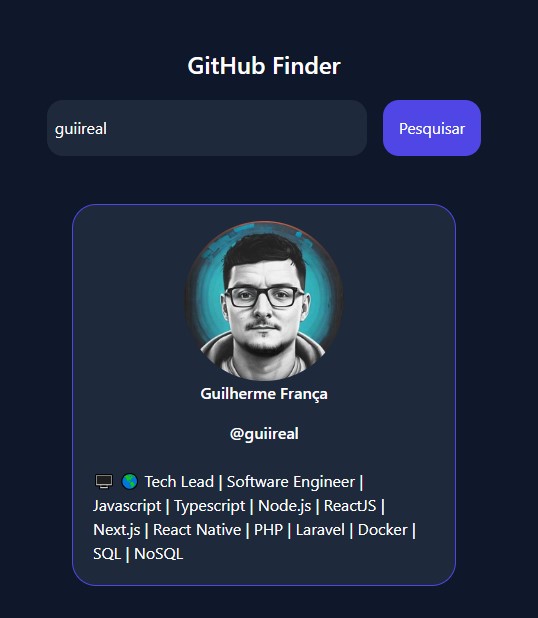 GitHub Finder
guiireal
Pesquisar
Guilherme França
@guiireal
🖥️ 🌎 Tech Lead | Software Engineer |
Javascript | Typescript | Node.js | ReactJS |
Next.js | React Native | PHP | Laravel | Docker |
SQL | NoSQL